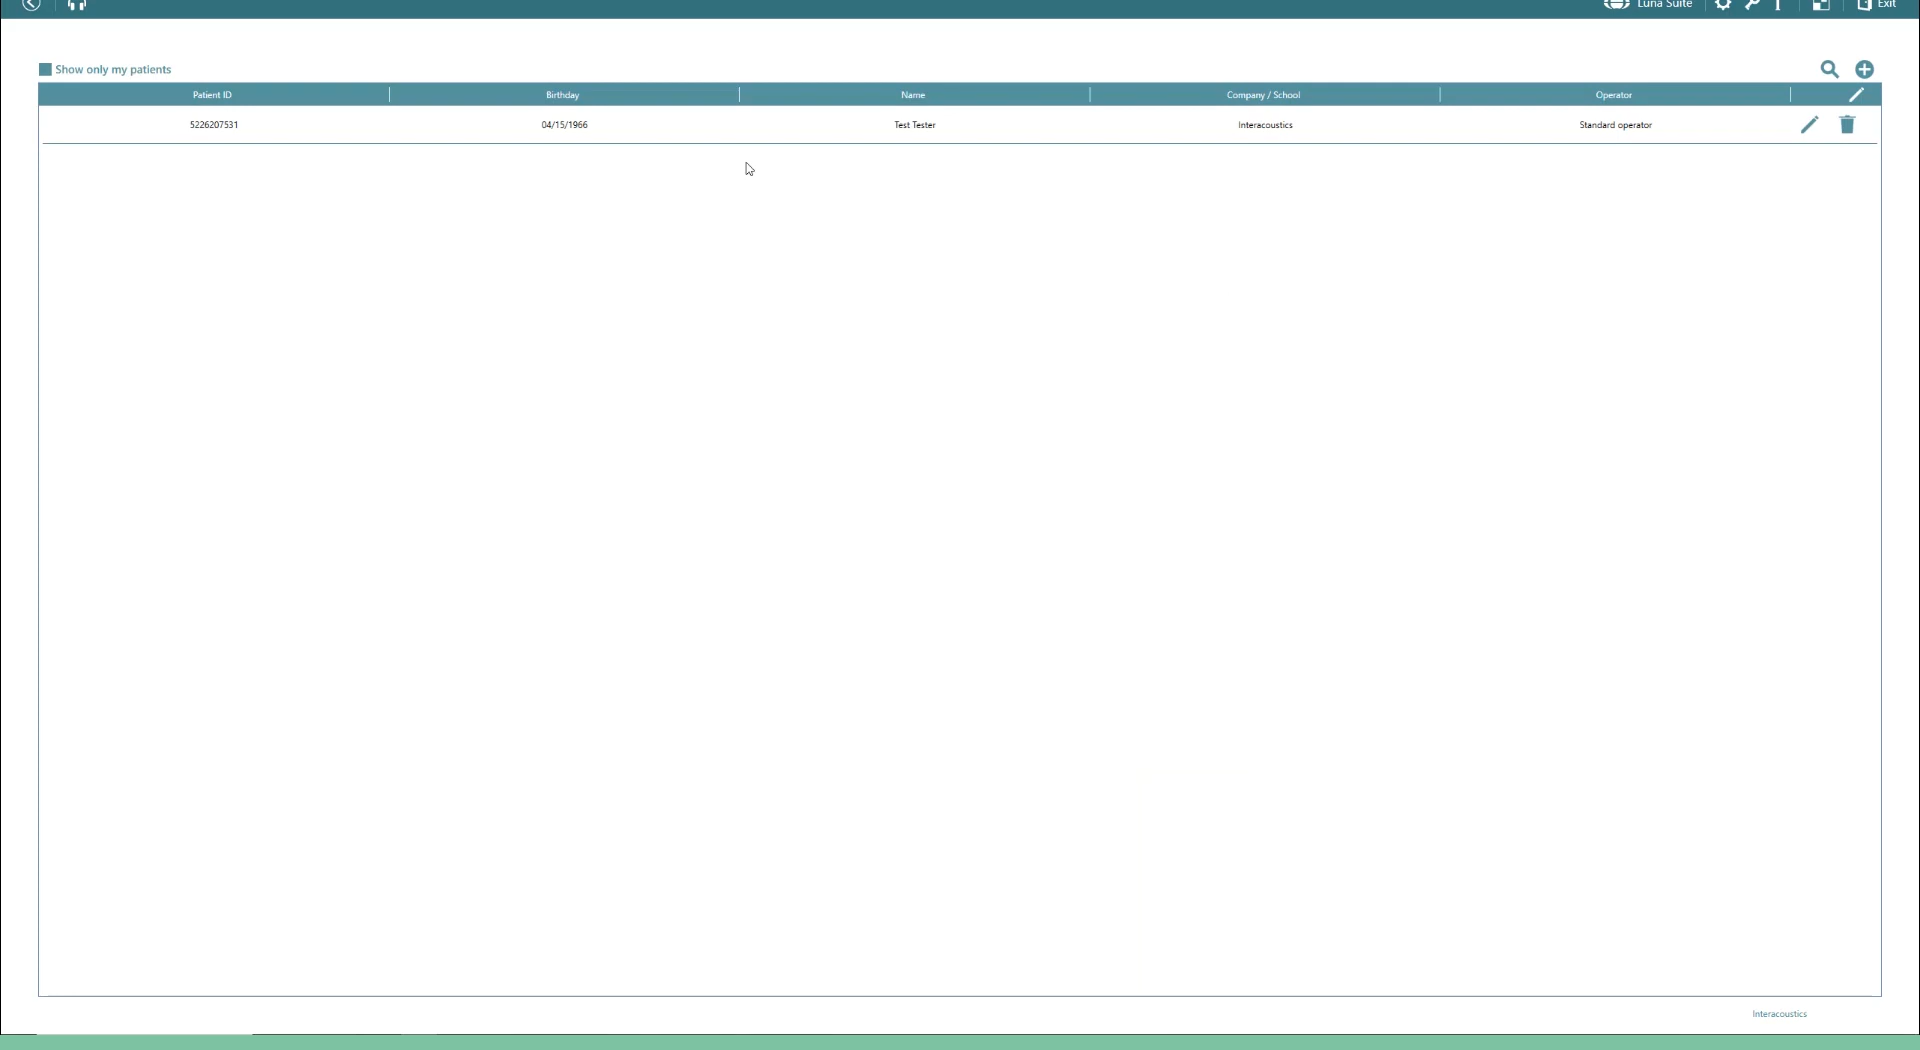 Luna Suite Exit
Show only my patients
Patient ID Birthday Name Company / School Operator
5226207531 04/15/1966 Test Tester Interacoustics Standard operator
Interacoustics